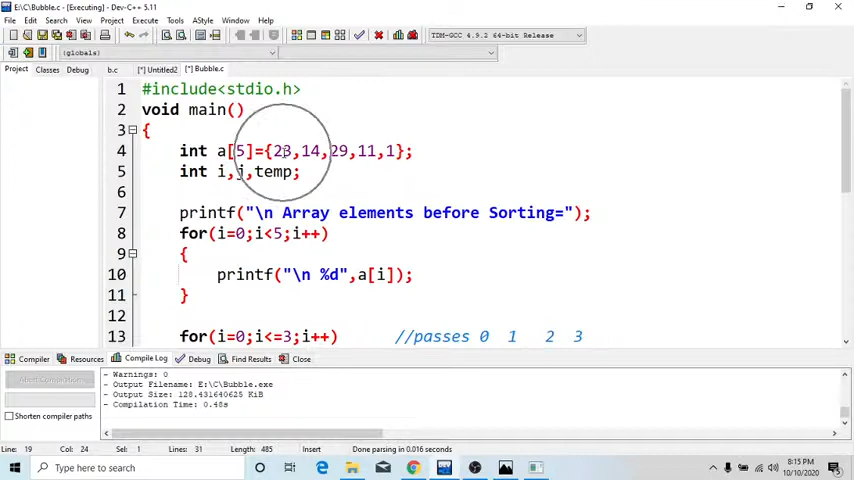 E:\C\Bubble.c - [Executing] - Dev-C++ 5.11
File Edit Search View Project Execute Tools AStyle Window Help
TDM-GCC 4.9.2 64-bit Release
(globals)
Project Classes Debug b.c [*] Untitled2 [*] Bubble.c
1 #include<stdio.h>
2 void main()
3 {
4 int a[5]={23,14,29,11,1};
5 int i,j,temp;
6
7 printf("\n Array elements before Sorting=");
8 for(i=0;i<5;i++)
9 {
10 printf("\n %d",a[i]);
11 }
12
13 for(i=0;i<=3;i++) //passes 0 1 2 3
Compiler Resources Compile Log Debug Find Results Close
Abort Compilation
Shorten compiler paths
- Warnings: 0
- Output Filename: E:\C\Bubble.exe
- Output Size: 128.431640625 KiB
- Compilation Time: 0.48s
Line: 19 Col: 24 Sel: 1 Lines: 31 Length: 485 Insert Done parsing in 0.016 seconds
Type here to search
8:15 PM
10/10/2020